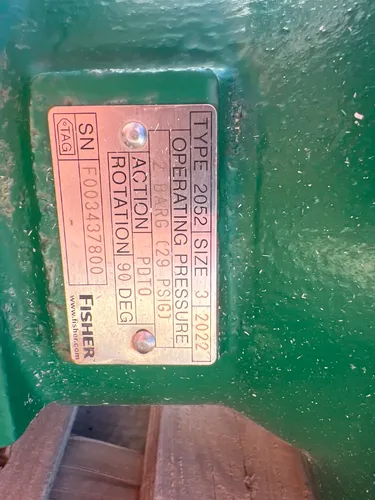 TYPE 2052 SIZE 3 2022
OPERATING PRESSURE
2 BARG (29 PSIG)
ACTION PDTO
ROTATION 90 DEG
SN F003437800
TAG
FISHER
www.fisher.com